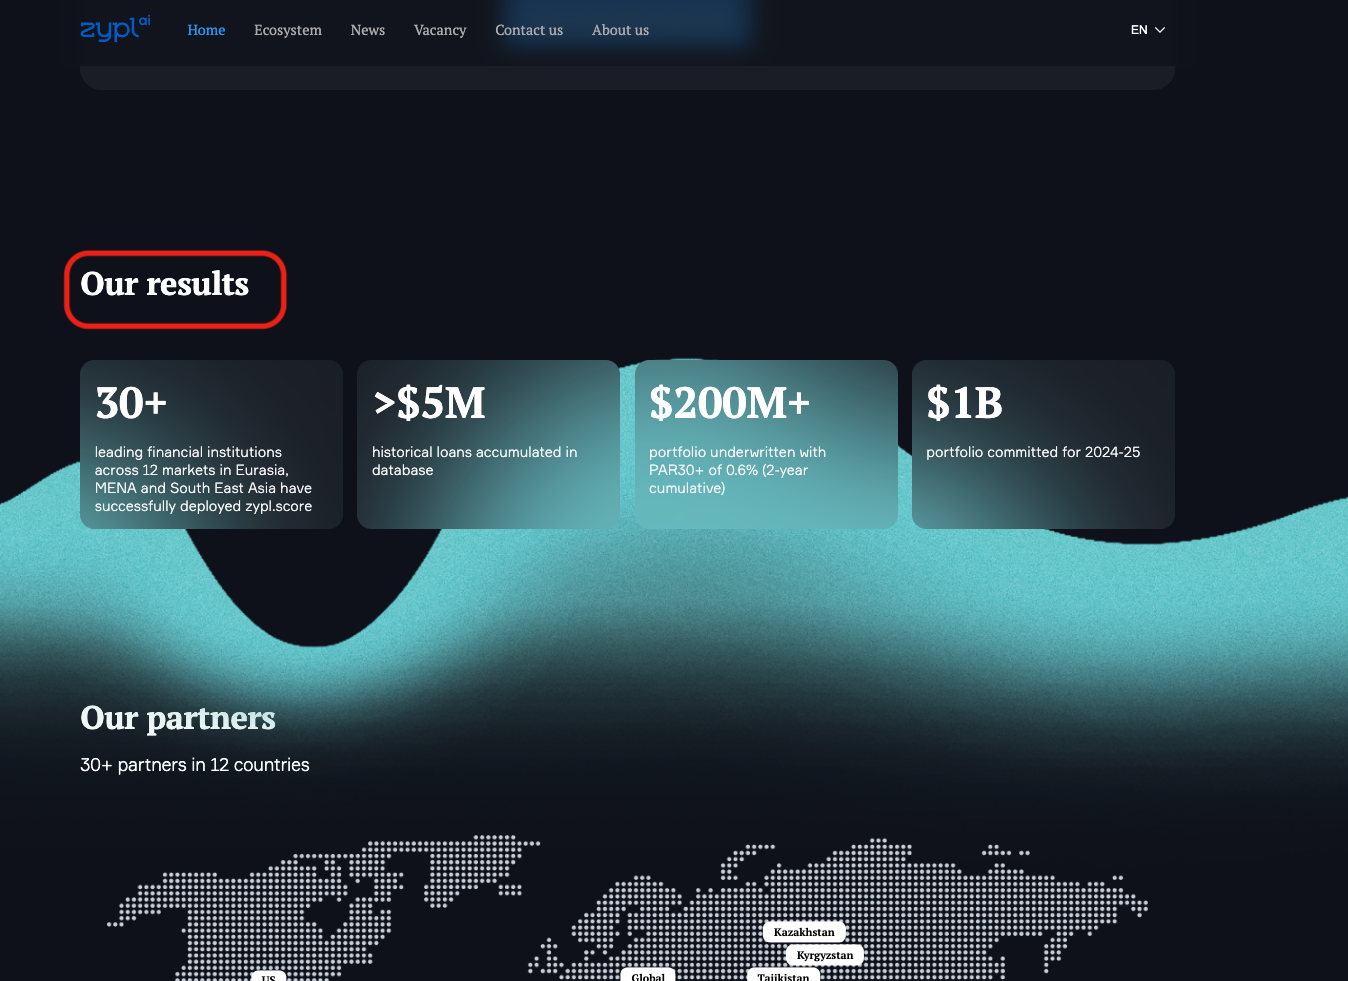 zypl ai
Home Ecosystem News Vacancy Contact us About us EN
Our results
30+
leading financial institutions
across 12 markets in Eurasia,
MENA and South East Asia have
successfully deployed zypl.score
>$5M
historical loans accumulated in
database
$200M+
portfolio underwritten with
PAR30+ of 0.6% (2-year
cumulative)
$1B
portfolio committed for 2024-25
Our partners
30+ partners in 12 countries
Kazakhstan
Kyrgyzstan
US
Global
Tajikistan